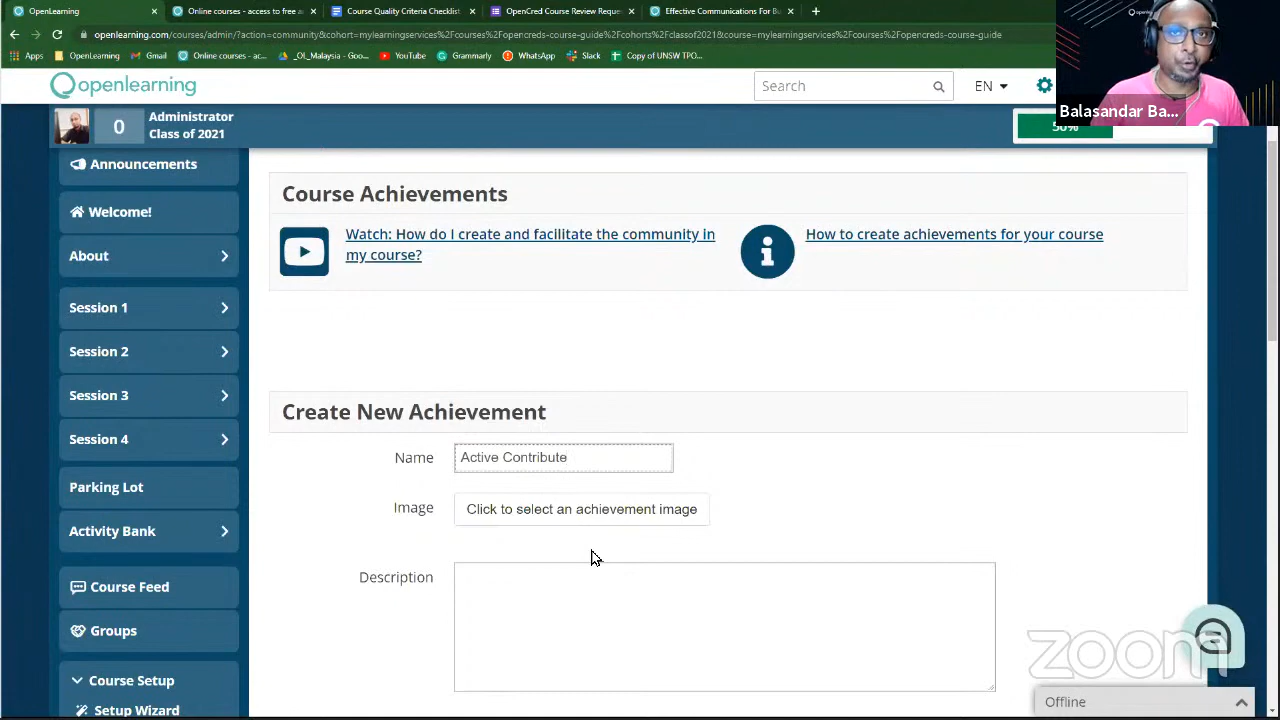 OpenLearning
Online courses - access to free a
Course Quality Criteria Checklist
OpenCred Course Review Reque
Effective Communications For Bu
openlearning.com/courses/admin/?action=community&cohort=mylearningservices%2Fcourses%2Fopencreds-course-guide%2Fcohorts%2Fclassof2021&course=mylearningservices%2Fcourses%2Fopencreds-course-guide
Apps
OpenLearning
Gmail
Online courses - ac...
_OL_Malaysia - Goo...
YouTube
Grammarly
WhatsApp
Slack
Copy of UNSW TPO...
openlearning
Search
EN
Balasandar Ba...
0
Administrator
Class of 2021
50%
Announcements
Welcome!
About
Session 1
Session 2
Session 3
Session 4
Parking Lot
Activity Bank
Course Feed
Groups
Course Setup
Setup Wizard
Course Achievements
Watch: How do I create and facilitate the community in
my course?
How to create achievements for your course
Create New Achievement
Name
Active Contribute
Image
Click to select an achievement image
Description
zoom
Offline